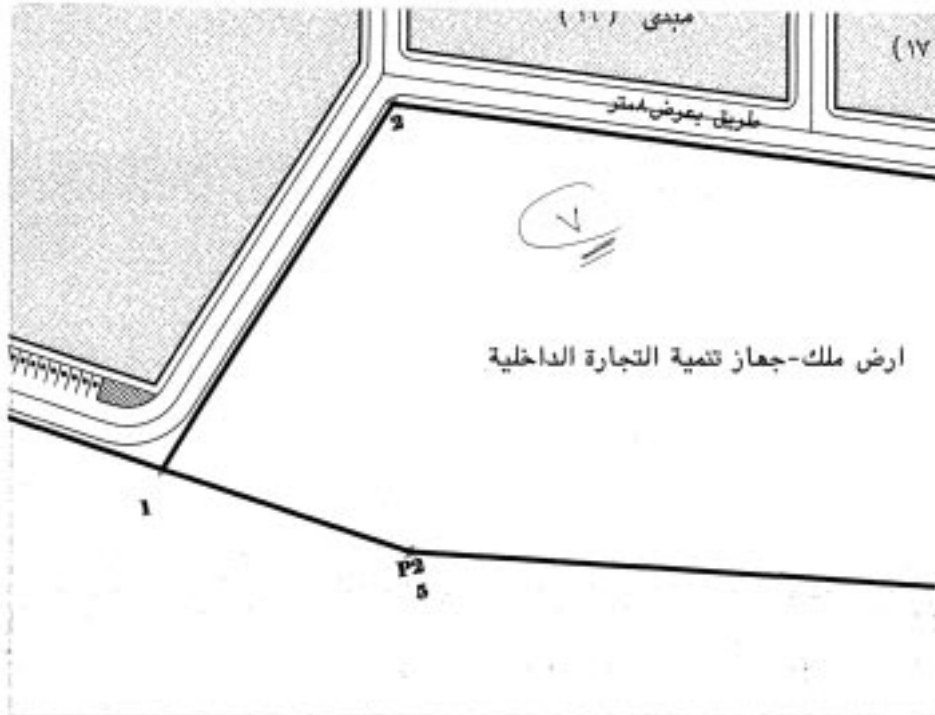 مبنى (١٦)
(١٧
طريق بعرض ٨متر
2
٧
ارض ملك-جهاز تنمية التجارة الداخلية
1
P2
5